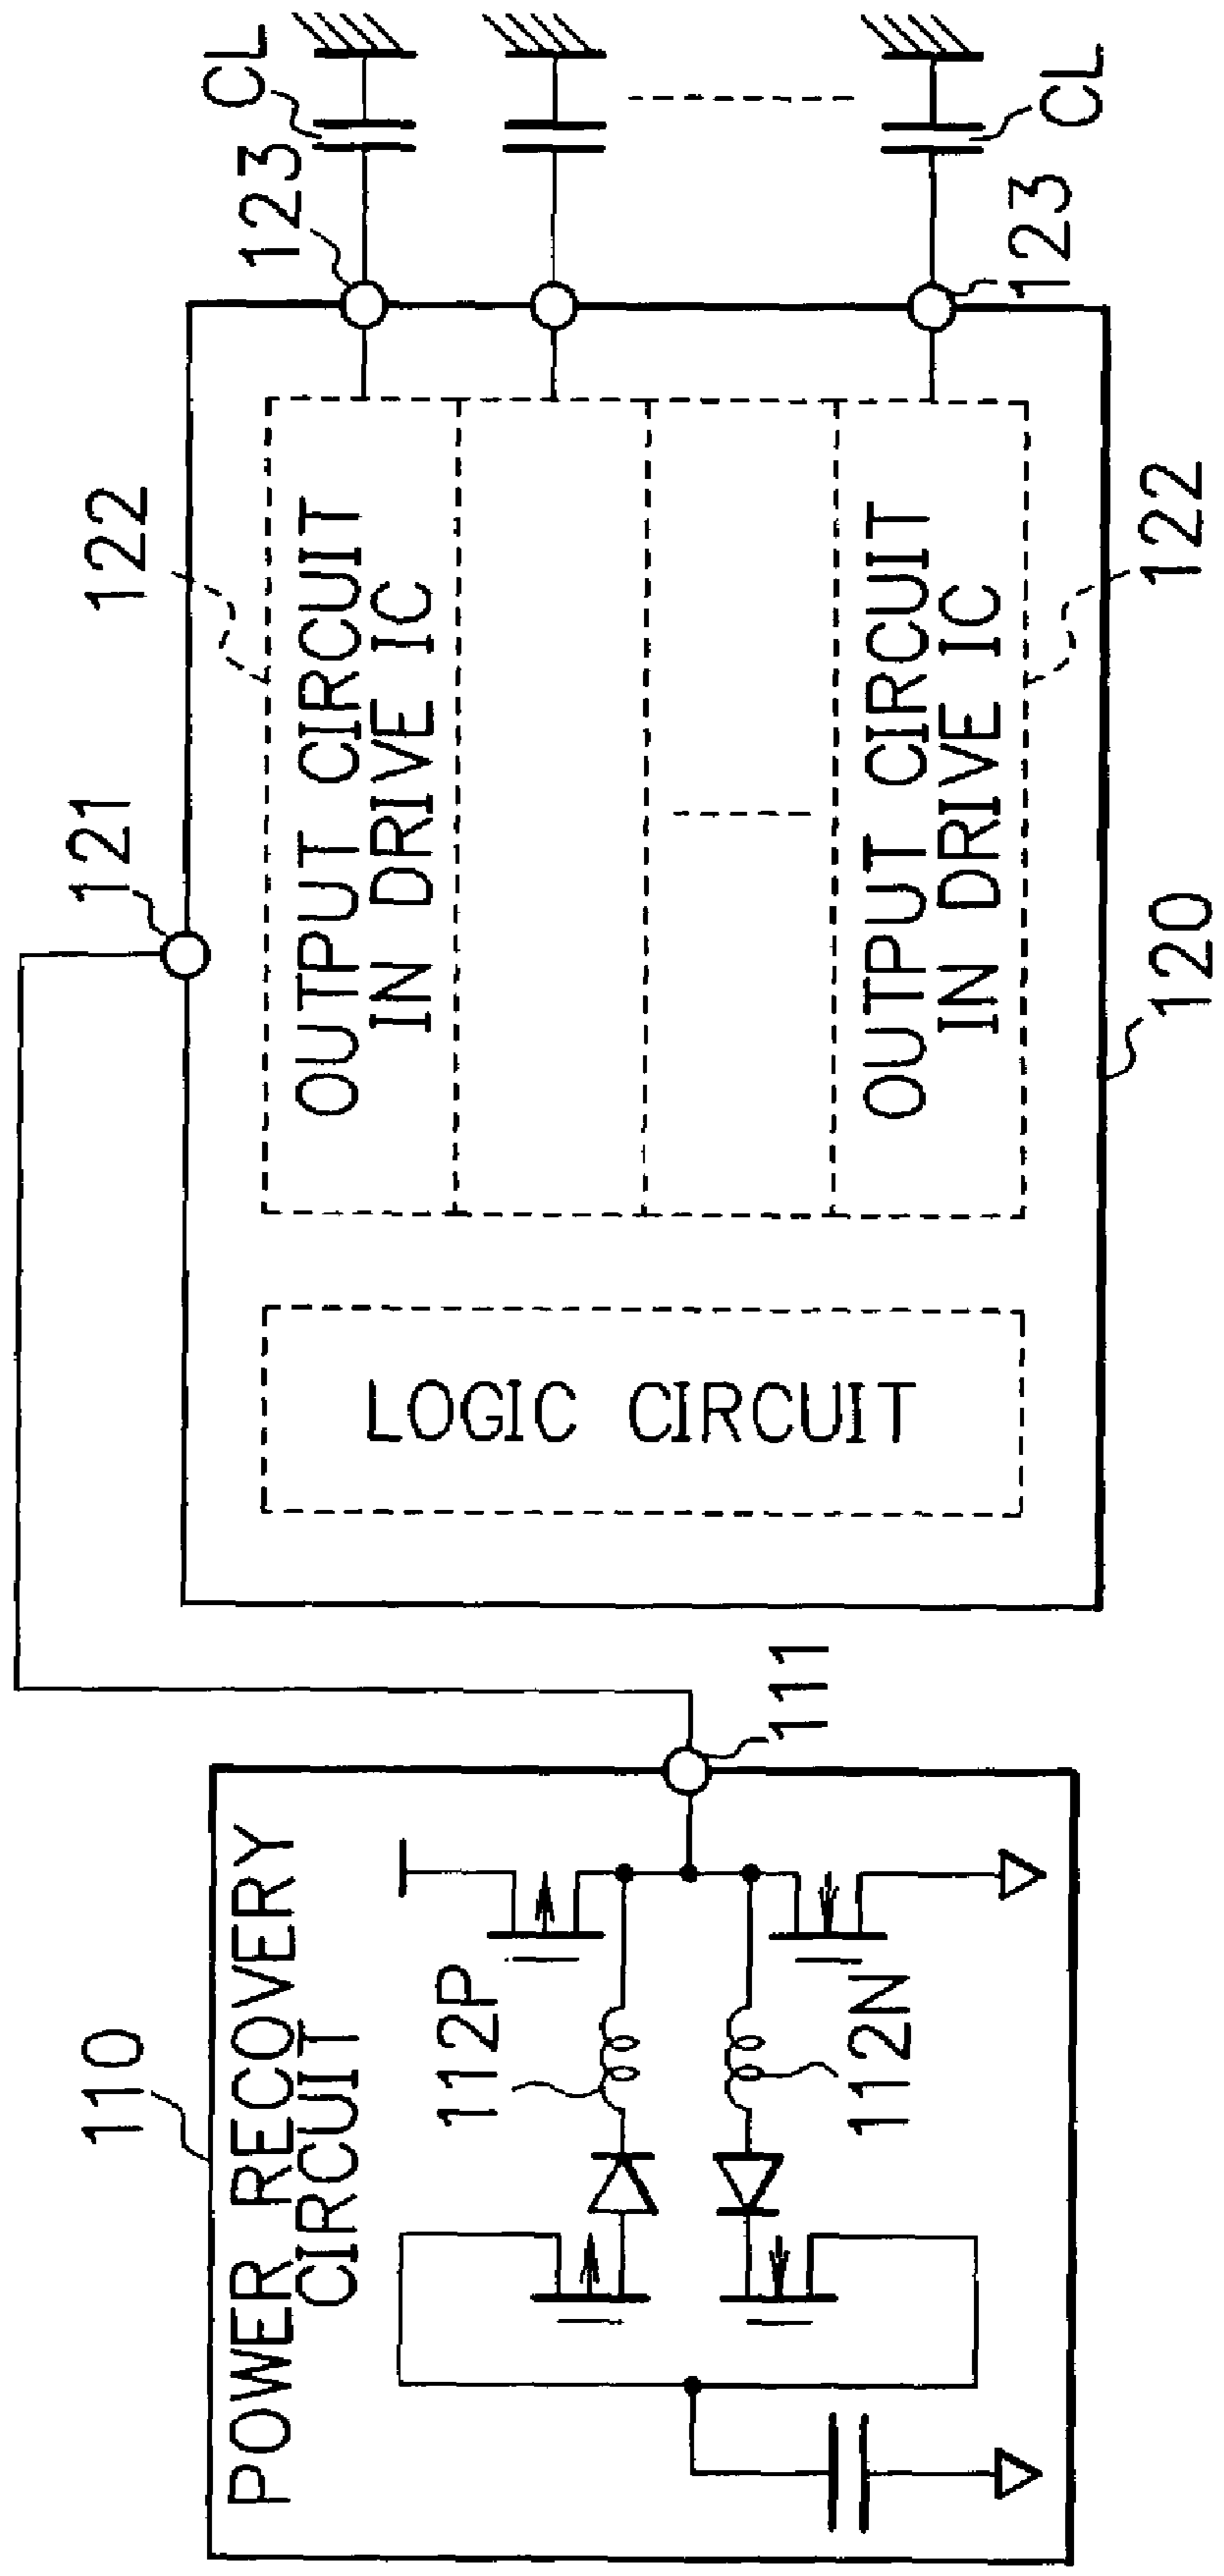 110
POWER RECOVERY
CIRCUIT
112P
112N
111
121
120
LOGIC CIRCUIT
122
OUTPUT CIRCUIT
IN DRIVE IC
OUTPUT CIRCUIT
IN DRIVE IC
122
123
CL
123
CL